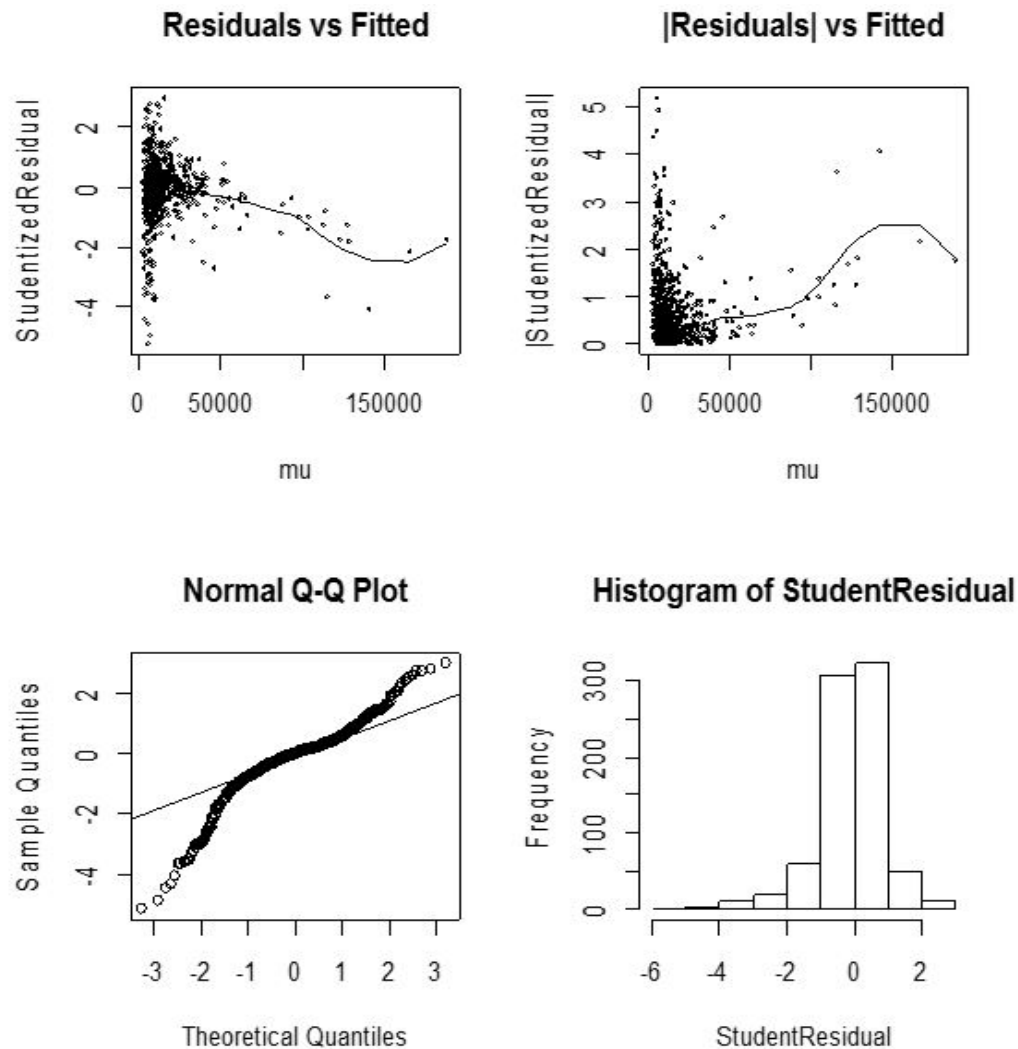 Residuals vs Fitted
StudentizedResidual
2
0
-2
-4
0 50000 150000
mu
|Residuals| vs Fitted
|StudentizedResidual|
5
4
3
2
1
0
0 50000 150000
mu
Normal Q-Q Plot
Sample Quantiles
2
0
-2
-4
-3 -2 -1 0 1 2 3
Theoretical Quantiles
Histogram of StudentResidual
Frequency
300
100
0
-6 -4 -2 0 2
StudentResidual